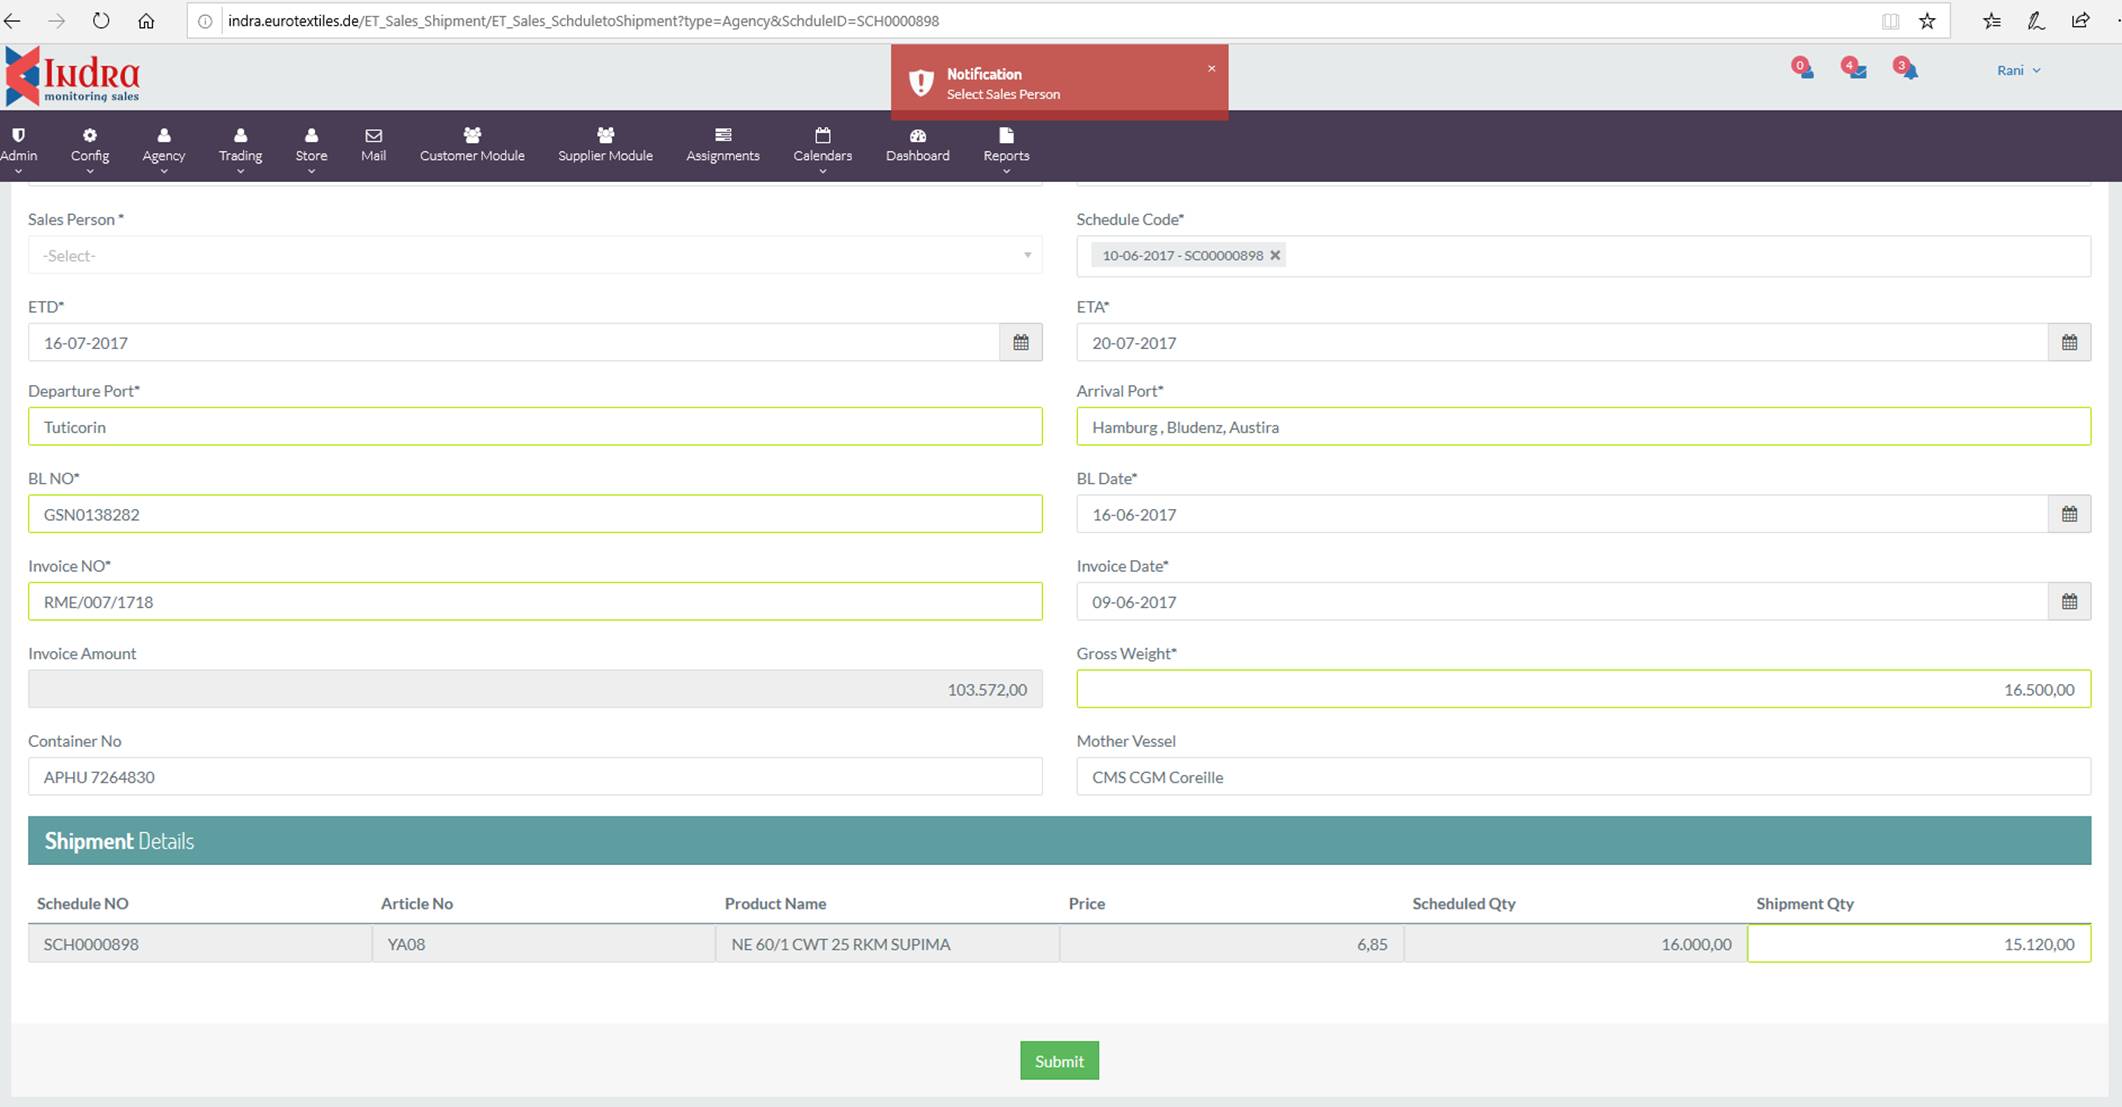 indra.eurotextiles.de/ET_Sales_Shipment/ET_Sales_SchduletoShipment?type=Agency&SchduleID=SCH0000898
Indra
monitoring sales
Notification
×
Select Sales Person
0
4
3
Rani
Admin
Config
Agency
Trading
Store
Mail
Customer Module
Supplier Module
Assignments
Calendars
Dashboard
Reports
Sales Person *
Schedule Code*
-Select-
10-06-2017 - SC00000898 ×
ETD*
ETA*
16-07-2017
20-07-2017
Departure Port*
Arrival Port*
Tuticorin
Hamburg , Bludenz, Austira
BL NO*
BL Date*
GSN0138282
16-06-2017
Invoice NO*
Invoice Date*
RME/007/1718
09-06-2017
Invoice Amount
Gross Weight*
103.572,00
16.500,00
Container No
Mother Vessel
APHU 7264830
CMS CGM Coreille
Shipment Details
Schedule NO
Article No
Product Name
Price
Scheduled Qty
Shipment Qty
SCH0000898
YA08
NE 60/1 CWT 25 RKM SUPIMA
6,85
16.000,00
15.120,00
Submit